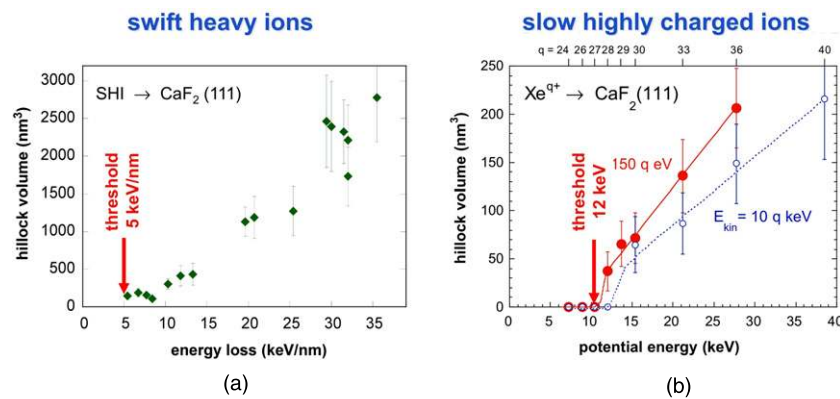 swift heavy ions
SHI → CaF₂ (111)
hillock volume (nm³)
3000
2500
2000
1500
1000
500
0
threshold
5 keV/nm
0 5 10 15 20 25 30 35
energy loss (keV/nm)
(a)
slow highly charged ions
q = 24 26 27 28 29 30 33 36 40
Xe^q+ → CaF₂(111)
hillock volume (nm³)
250
200
150
100
50
0
150 q eV
threshold
12 keV
E_kin = 10 q keV
0 5 10 15 20 25 30 35 40
potential energy (keV)
(b)